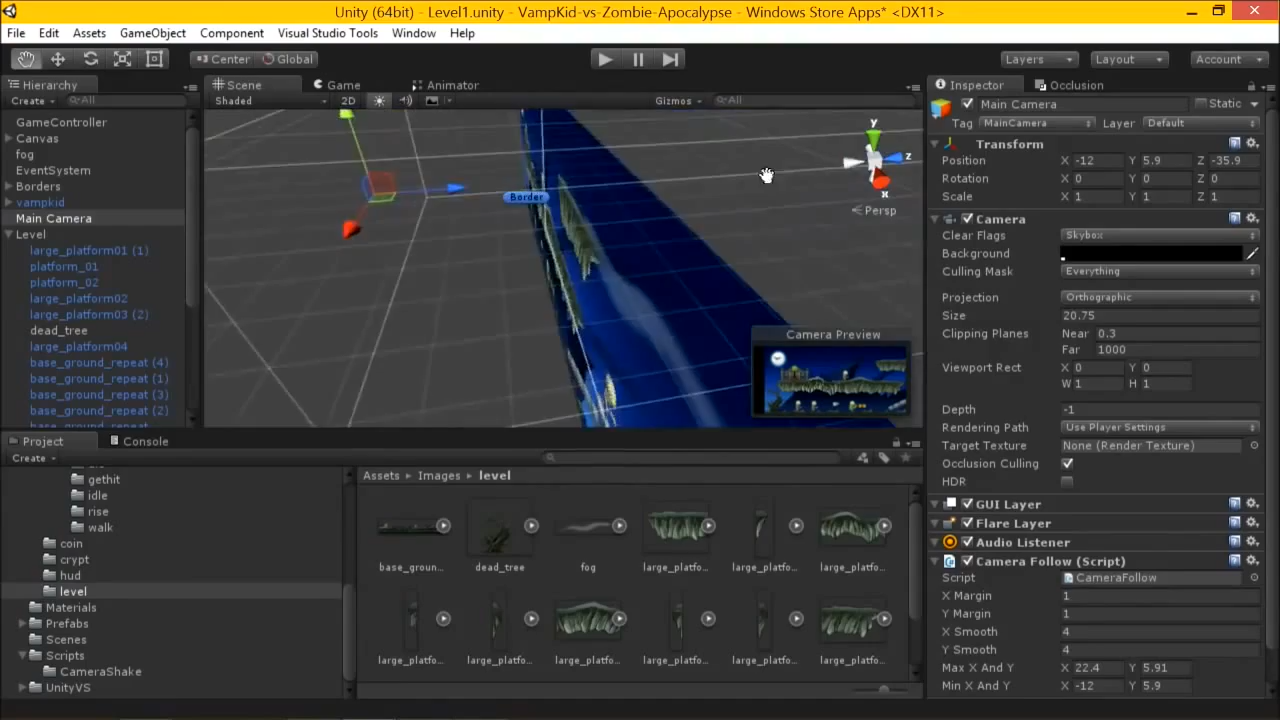 Unity (64bit) - Level1.unity - VampKid-vs-Zombie-Apocalypse - Windows Store Apps* <DX11>
File Edit Assets GameObject Component Visual Studio Tools Window Help
Center Global Layers Layout Account
Hierarchy
Create All
GameController
Canvas
fog
EventSystem
Borders
vampkid
Main Camera
Level
large_platform01 (1)
platform_01
platform_02
large_platform02
large_platform03 (2)
dead_tree
large_platform04
base_ground_repeat (4)
base_ground_repeat (1)
base_ground_repeat (3)
base_ground_repeat (2)
Scene Game Animator
Shaded 2D Gizmos All
y
z
x
Persp
Border
Camera Preview
Inspector Occlusion
Main Camera Static
Tag MainCamera Layer Default
Transform
Position X -12 Y 5.9 Z -35.9
Rotation X 0 Y 0 Z 0
Scale X 1 Y 1 Z 1
Camera
Clear Flags Skybox
Background
Culling Mask Everything
Projection Orthographic
Size 20.75
Clipping Planes Near 0.3
Far 1000
Viewport Rect X 0 Y 0
W 1 H 1
Depth -1
Rendering Path Use Player Settings
Target Texture None (Render Texture)
Occlusion Culling
HDR
GUI Layer
Flare Layer
Audio Listener
Camera Follow (Script)
Script CameraFollow
X Margin 1
Y Margin 1
X Smooth 4
Y Smooth 4
Max X And Y X 22.4 Y 5.91
Min X And Y X -12 Y 5.9
Project Console
Create
gethit
idle
rise
walk
coin
crypt
hud
level
Materials
Prefabs
Scenes
Scripts
CameraShake
UnityVS
Assets Images level
base_groun... dead_tree fog large_platfo... large_platfo... large_platfo...
large_platfo... large_platfo... large_platfo... large_platfo... large_platfo... large_platfo...